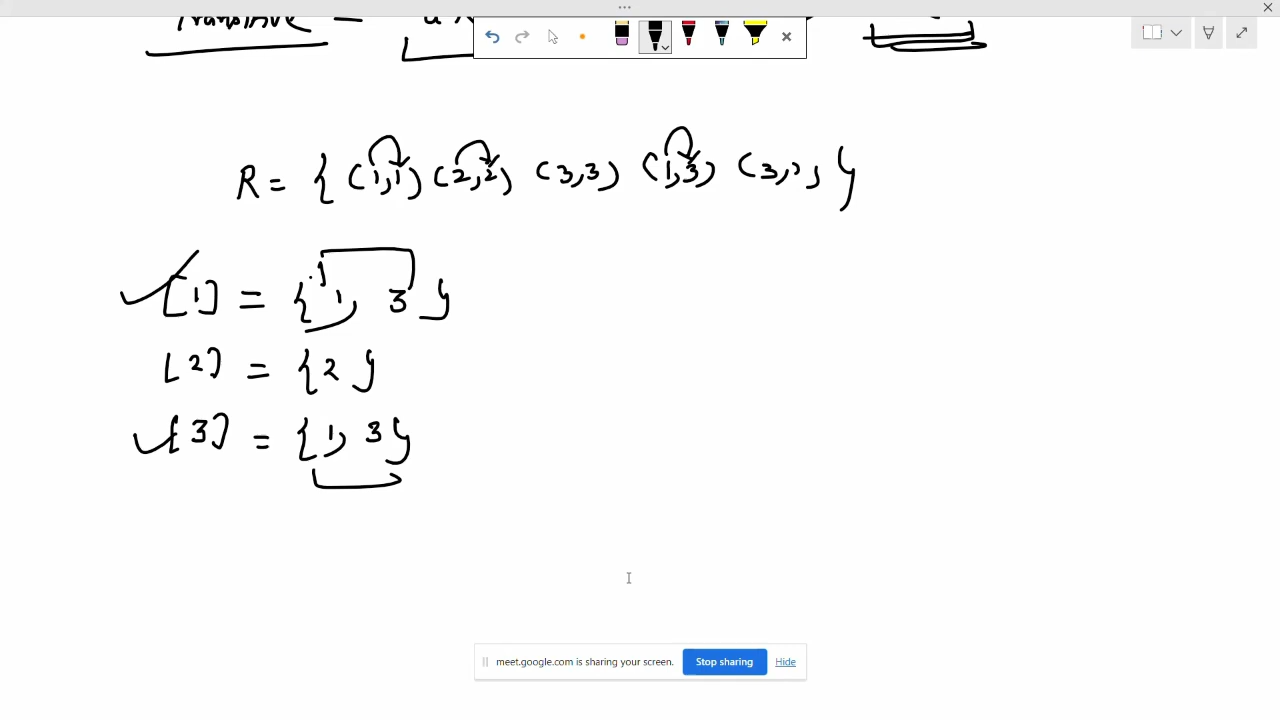 Transitive =
R = { (1,1) (2,2) (3,3) (1,3) (3,1) }
[1] = { 1, 3 }
[2] = { 2 }
[3] = { 1, 3 }
meet.google.com is sharing your screen. Stop sharing Hide